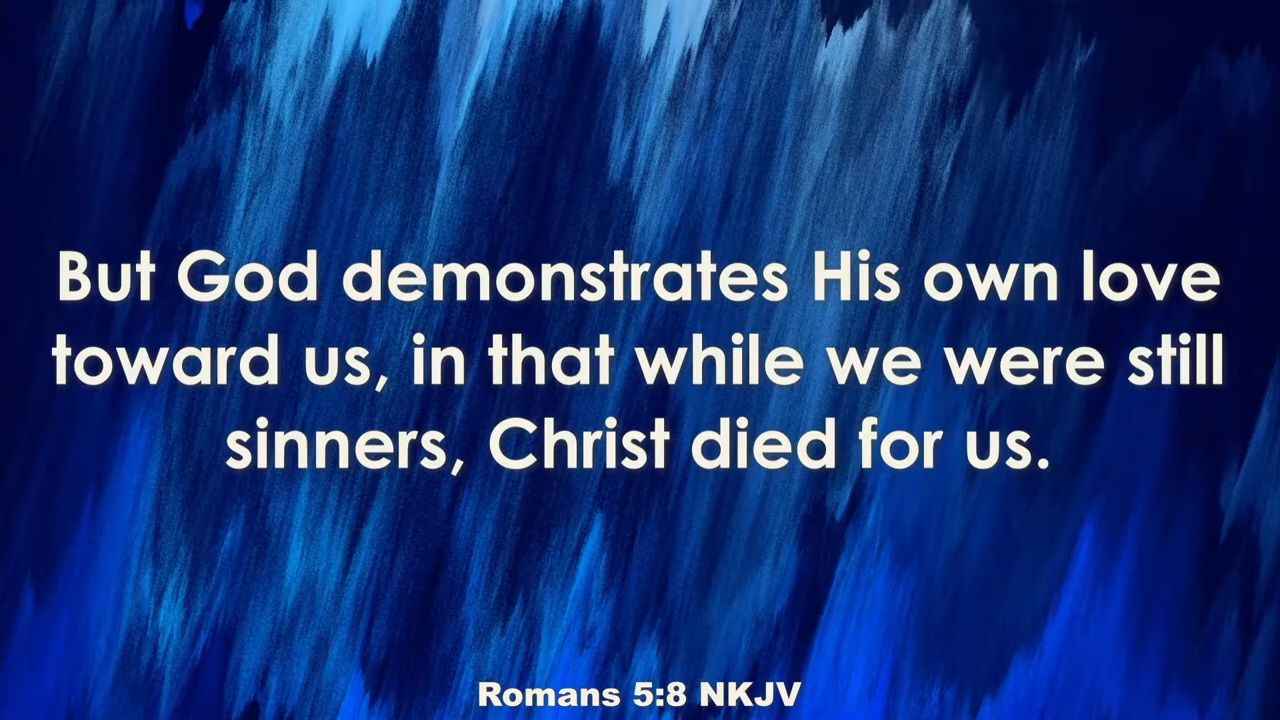 But God demonstrates His own love
toward us, in that while we were still
sinners, Christ died for us.
Romans 5:8 NKJV